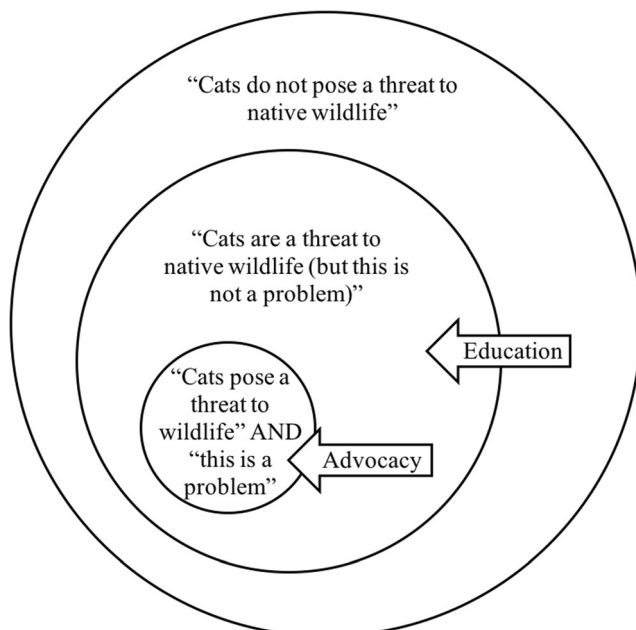 “Cats do not pose a threat to
native wildlife”
“Cats are a threat to
native wildlife (but this is
not a problem)”
Education
“Cats pose a
threat to
wildlife” AND
“this is a
problem”
Advocacy